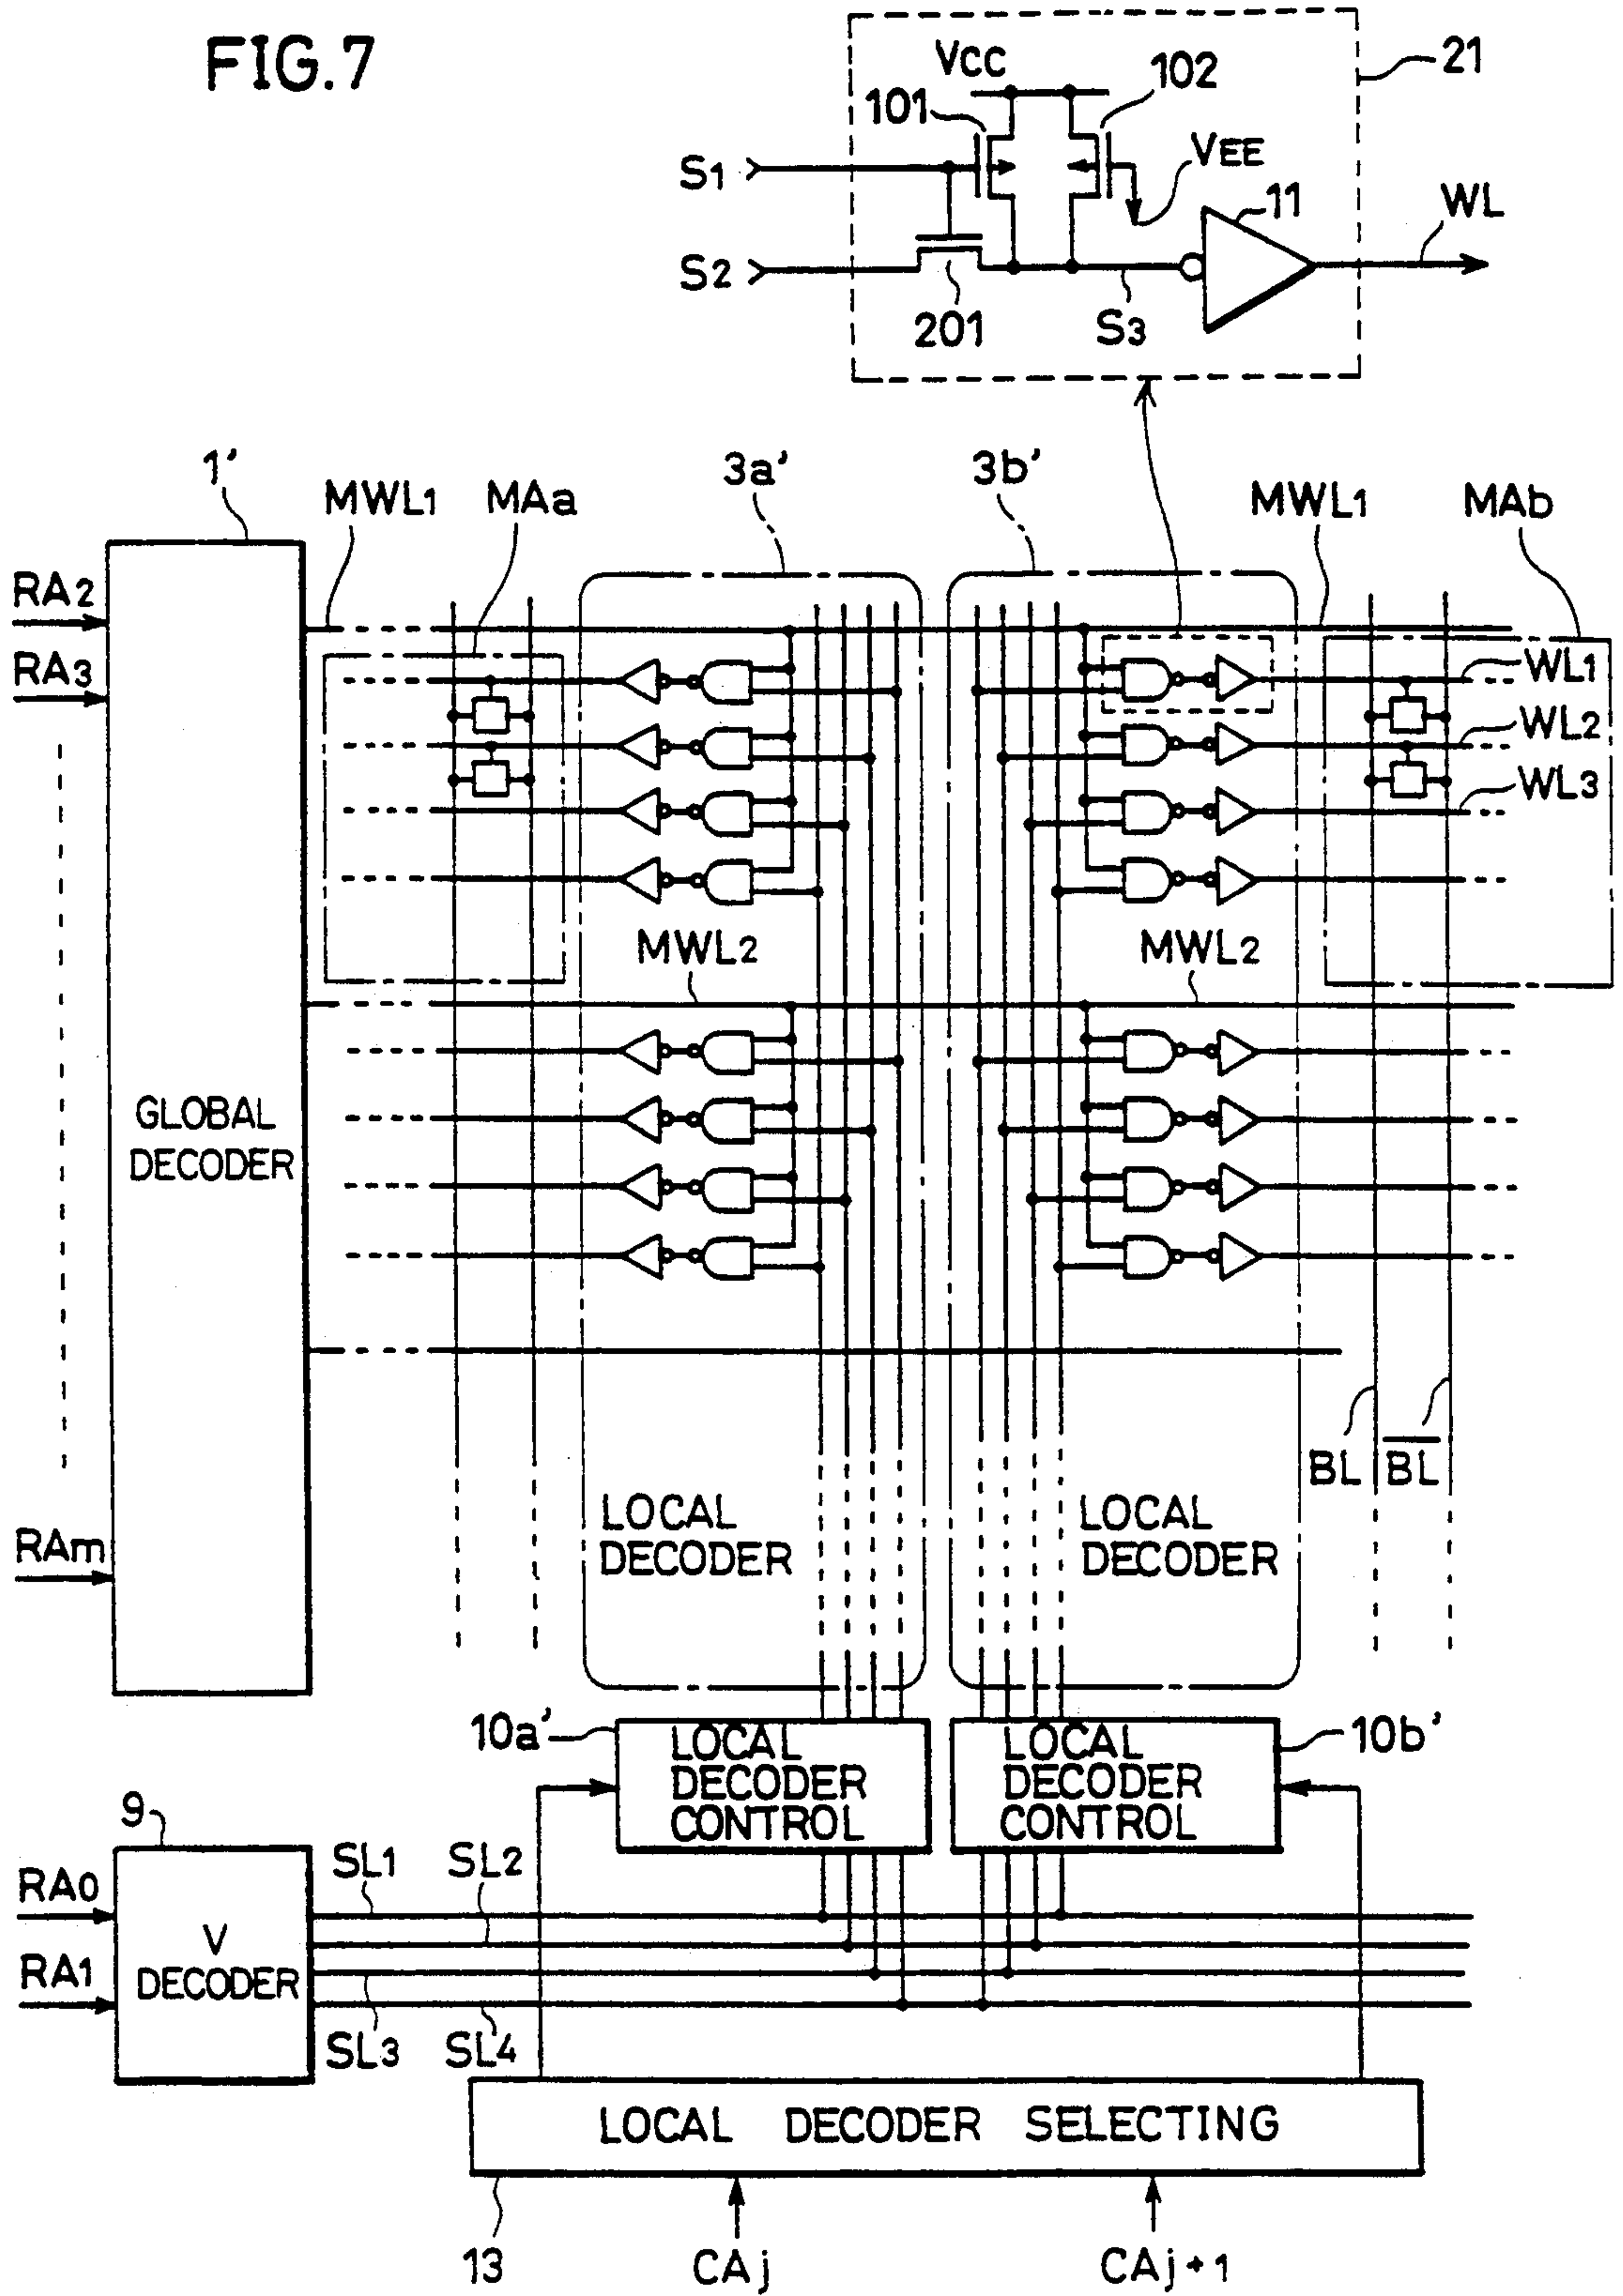 FIG.7
VCC
102
21
101
S1
VEE
11
WL
S2
201
S3
1'
MWL1
MAa
3a'
3b'
MWL1
MAb
RA2
RA3
WL1
WL2
WL3
MWL2
MWL2
GLOBAL
DECODER
BL
BL
LOCAL
DECODER
LOCAL
DECODER
RAm
10a'
LOCAL
DECODER
CONTROL
LOCAL
DECODER
CONTROL
10b'
9
RA0
SL1
SL2
V
DECODER
RA1
SL3
SL4
LOCAL DECODER SELECTING
13
CAj
CAj+1